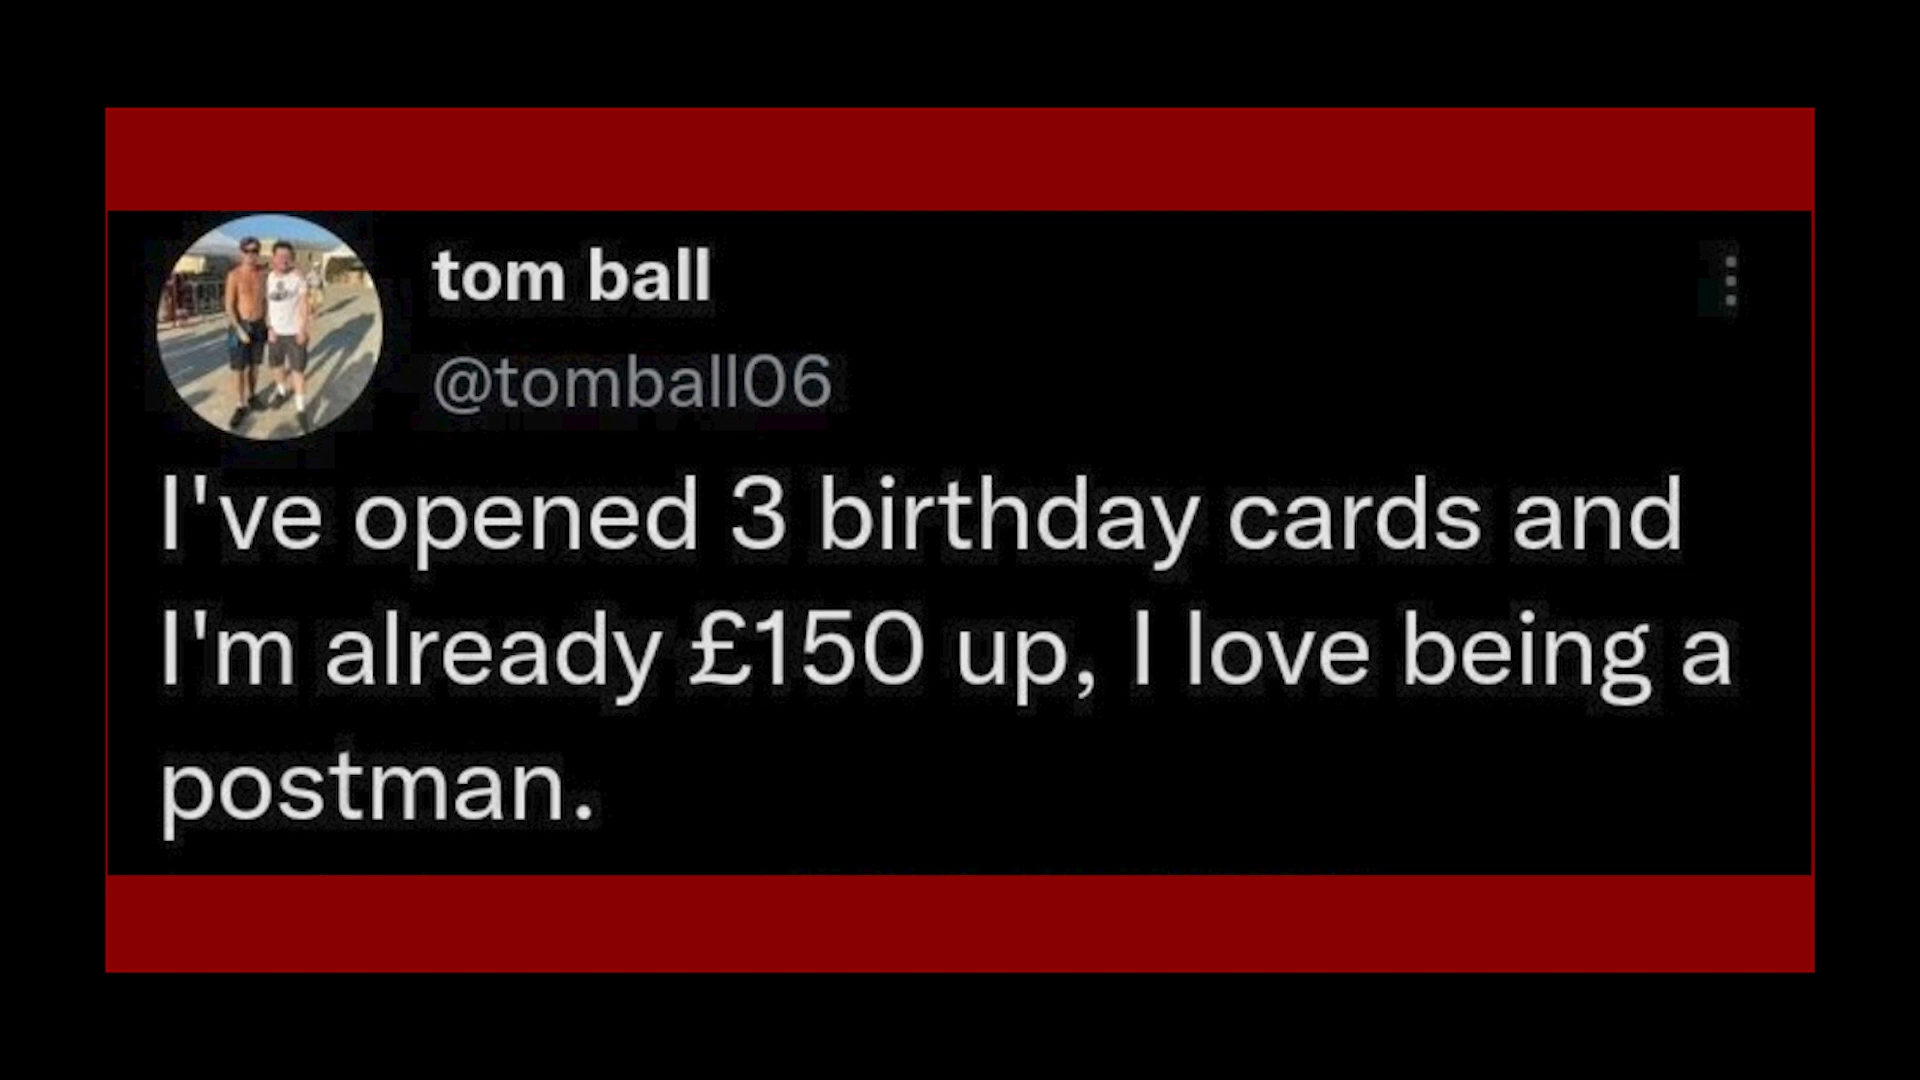 tom ball
@tomball06
I've opened 3 birthday cards and
I'm already £150 up, I love being a
postman.